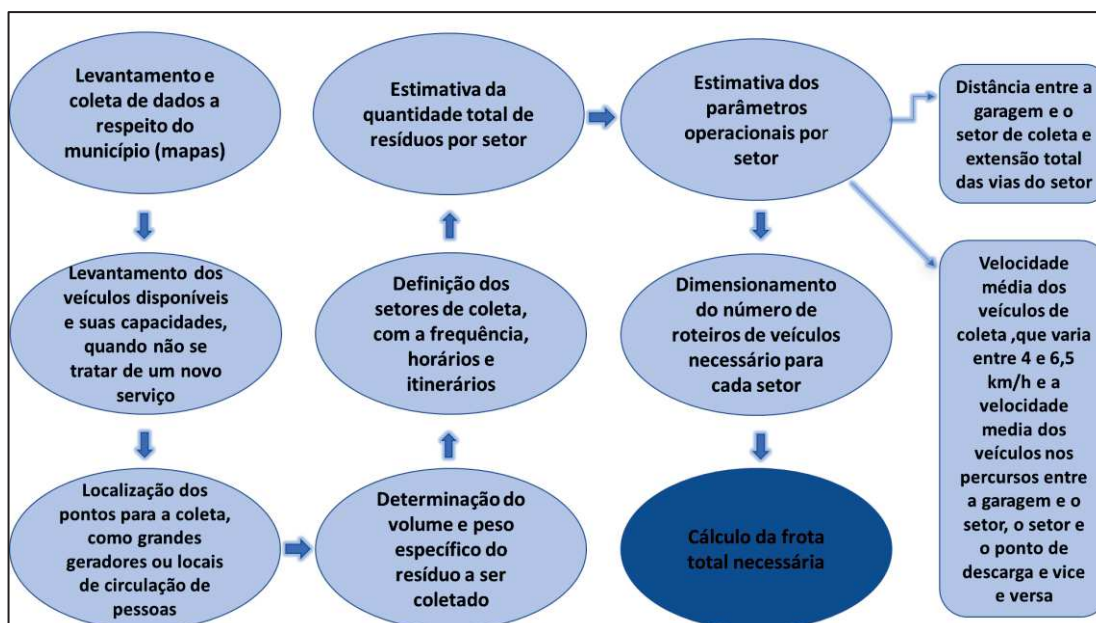 Levantamento e
coleta de dados a
respeito do
município (mapas)
Levantamento dos
veículos disponíveis
e suas capacidades,
quando não se
tratar de um novo
serviço
Localização dos
pontos para a coleta,
como grandes
geradores ou locais
de circulação de
pessoas
Determinação do
volume e peso
específico do
resíduo a ser
coletado
Definição dos
setores de coleta,
com a frequência,
horários e
itinerários
Estimativa da
quantidade total de
resíduos por setor
Estimativa dos
parâmetros
operacionais por
setor
Distância entre a
garagem e o
setor de coleta e
extensão total
das vias do setor
Velocidade
média dos
veículos de
coleta ,que varia
entre 4 e 6,5
km/h e a
velocidade
media dos
veículos nos
percursos entre
a garagem e o
setor, o setor e
o ponto de
descarga e vice
e versa
Dimensionamento
do número de
roteiros de veículos
necessário para
cada setor
Cálculo da frota
total necessária